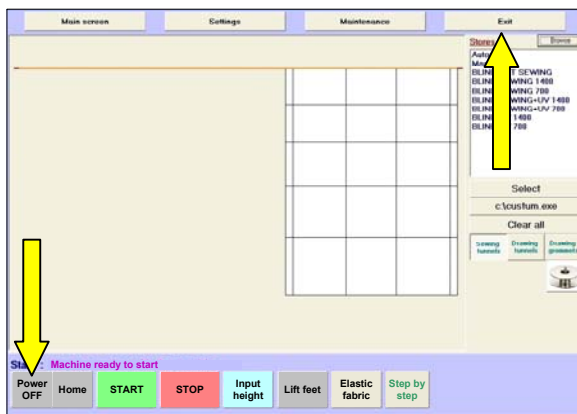 Main screen
Settings
Maintenance
Exit
Stores
Browse
SEWING
1400
700
WING+UV 1400
WING+UV 700
1400
700
Select
c:\custum.exe
Clear all
Sewing tunnels
Drawing tunnels
Drawing grommets
Machine ready to start
Power OFF
Home
START
STOP
Input height
Lift feet
Elastic fabric
Step by step